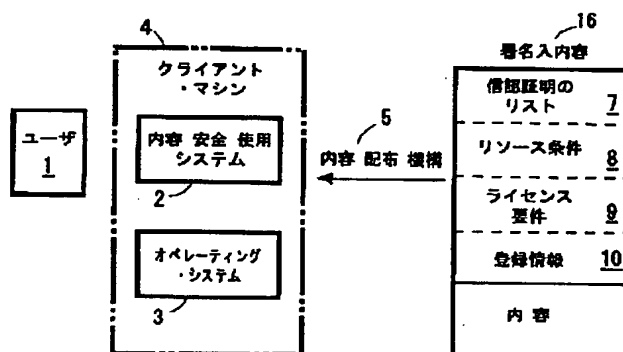 4
クライアント
・マシン
ユーザ
1
内容 安全 使用
システム
2
オペレーティング
・システム
3
5
内容 配布 機構
16
署名入内容
信認証明の
リスト
7
リソース条件
8
ライセンス
要件
9
登録情報
10
内容